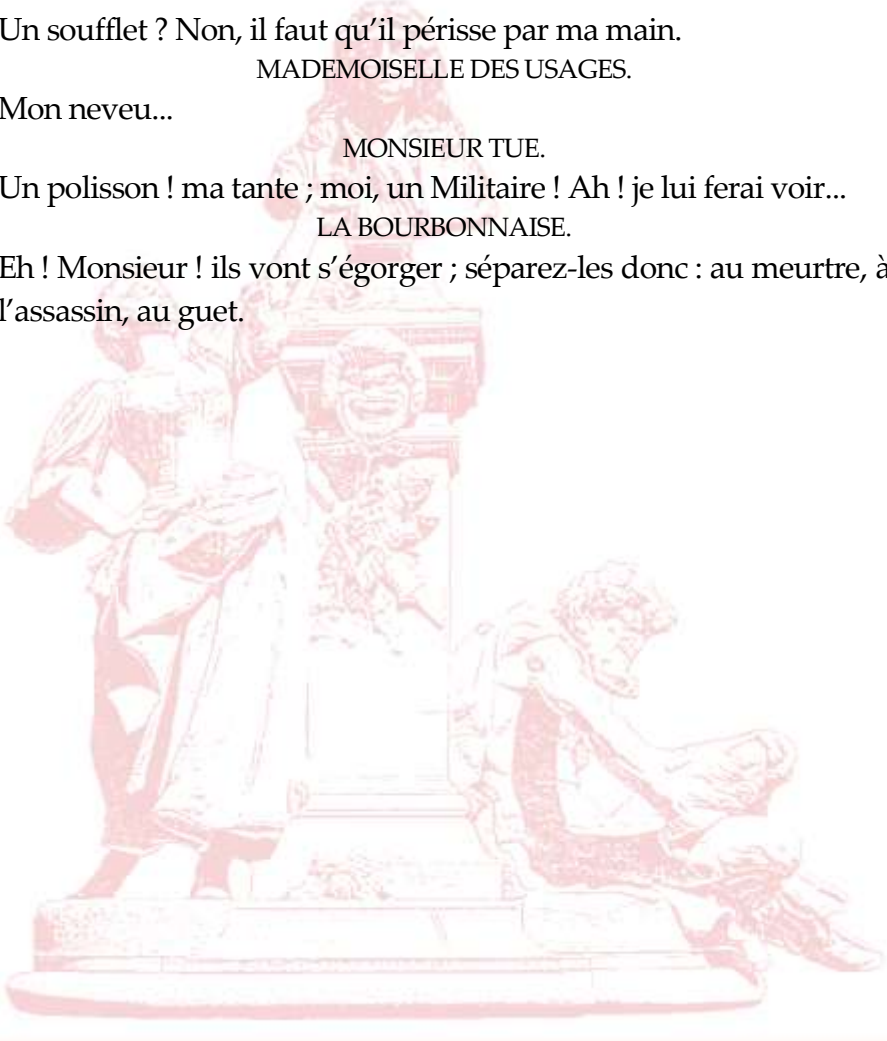 Un soufflet ? Non, il faut qu’il périsse par ma main.
MADEMOISELLE DES USAGES.
Mon neveu...
MONSIEUR TUE.
Un polisson ! ma tante ; moi, un Militaire ! Ah ! je lui ferai voir...
LA BOURBONNAISE.
Eh ! Monsieur ! ils vont s’égorger ; séparez-les donc : au meurtre, à
l’assassin, au guet.